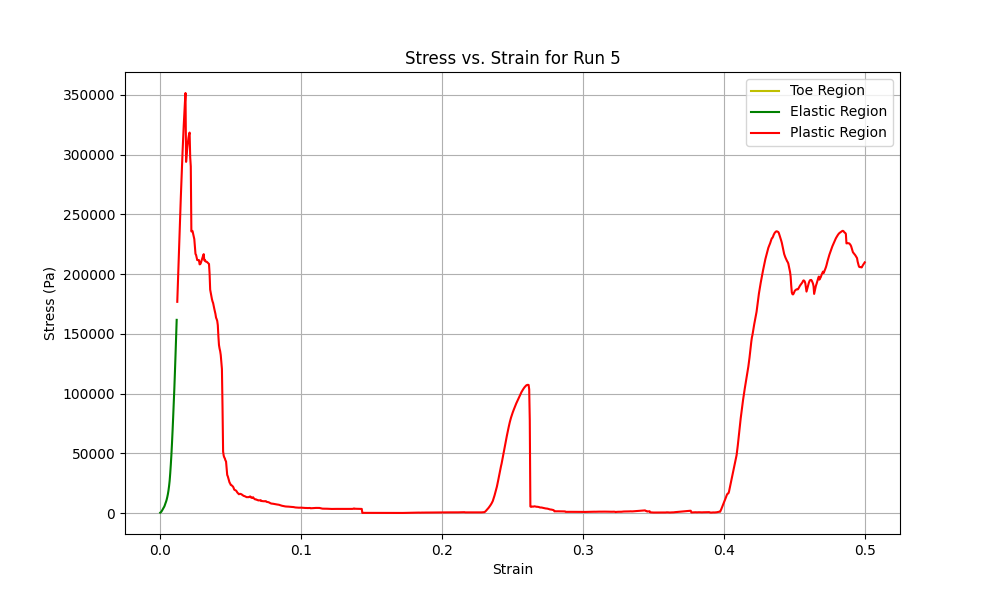 Stress vs. Strain for Run 5
Toe Region
Elastic Region
Plastic Region
Stress (Pa)
350000
300000
250000
200000
150000
100000
50000
0
0.0 0.1 0.2 0.3 0.4 0.5
Strain